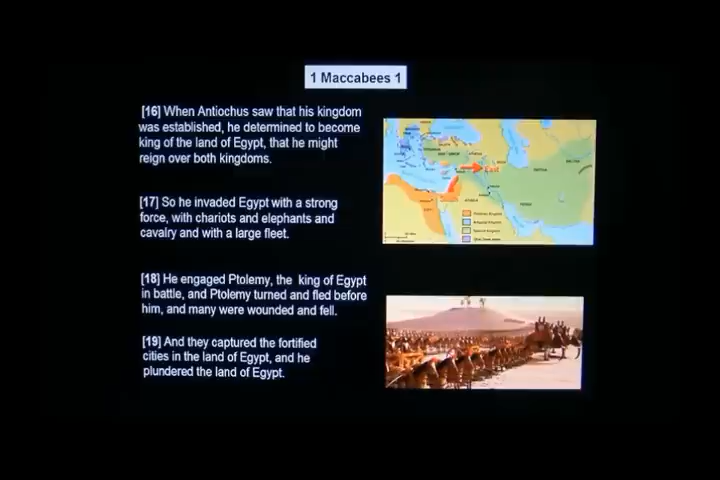 1 Maccabees 1
[16] When Antiochus saw that his kingdom
was established, he determined to become
king of the land of Egypt, that he might
reign over both kingdoms.
[17] So he invaded Egypt with a strong
force, with chariots and elephants and
cavalry and with a large fleet.
[18] He engaged Ptolemy, the king of Egypt
in battle, and Ptolemy turned and fled before
him, and many were wounded and fell.
[19] And they captured the fortified
cities in the land of Egypt, and he
plundered the land of Egypt.
East